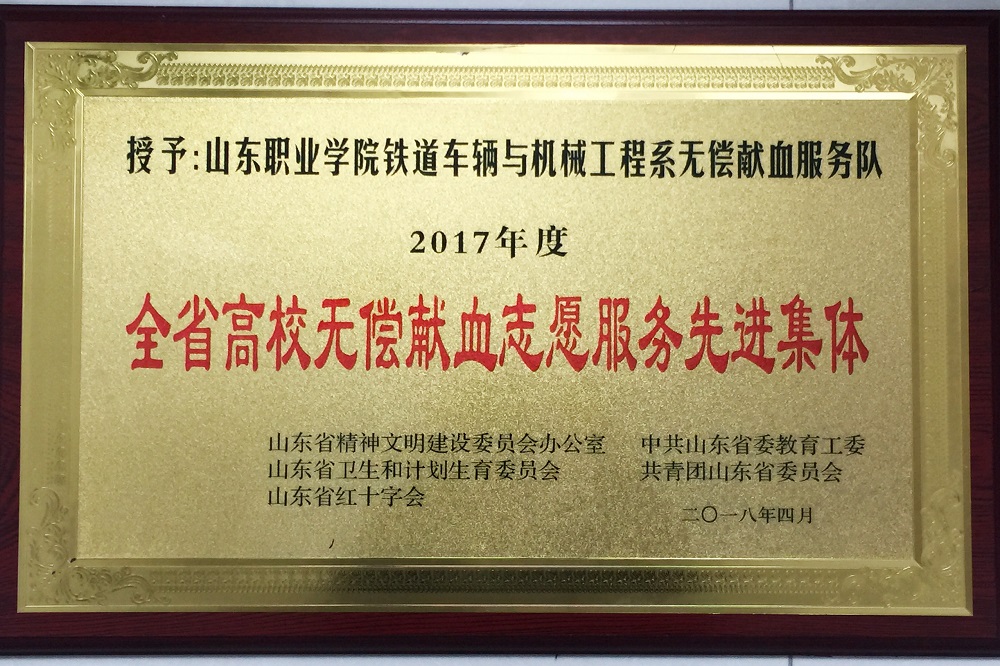 授予:山东职业学院铁道车辆与机械工程系无偿献血服务队
2017年度
全省高校无偿献血志愿服务先进集体
山东省精神文明建设委员会办公室 中共山东省委教育工委
山东省卫生和计划生育委员会 共青团山东省委员会
山东省红十字会
二〇一八年四月